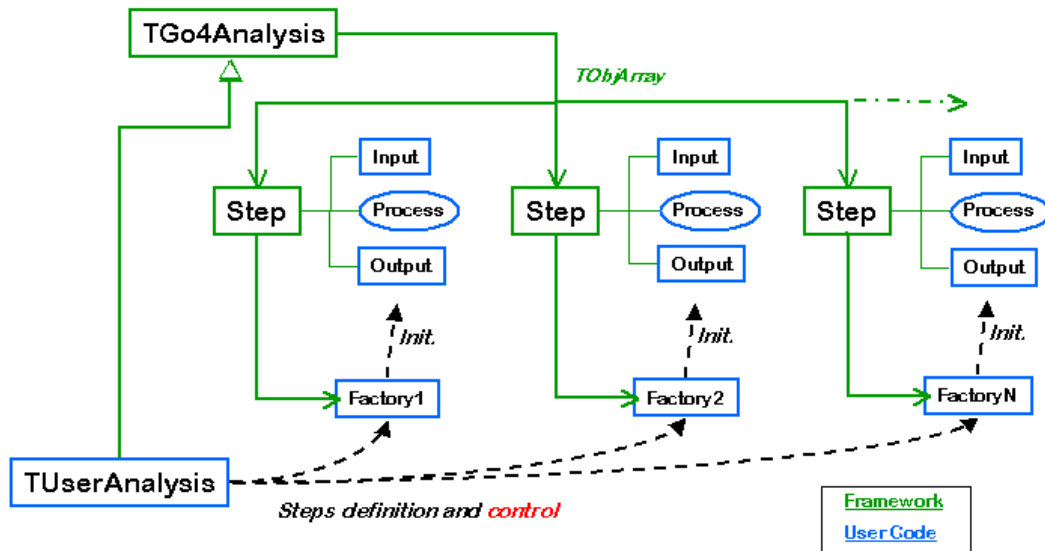 TGo4Analysis
TObjArray
Input
Input
Input
Step
Process
Step
Process
Step
Process
Output
Output
Output
Init.
Init.
Init.
Factory1
Factory2
FactoryN
TUserAnalysis
Steps definition and control
Framework
User Code